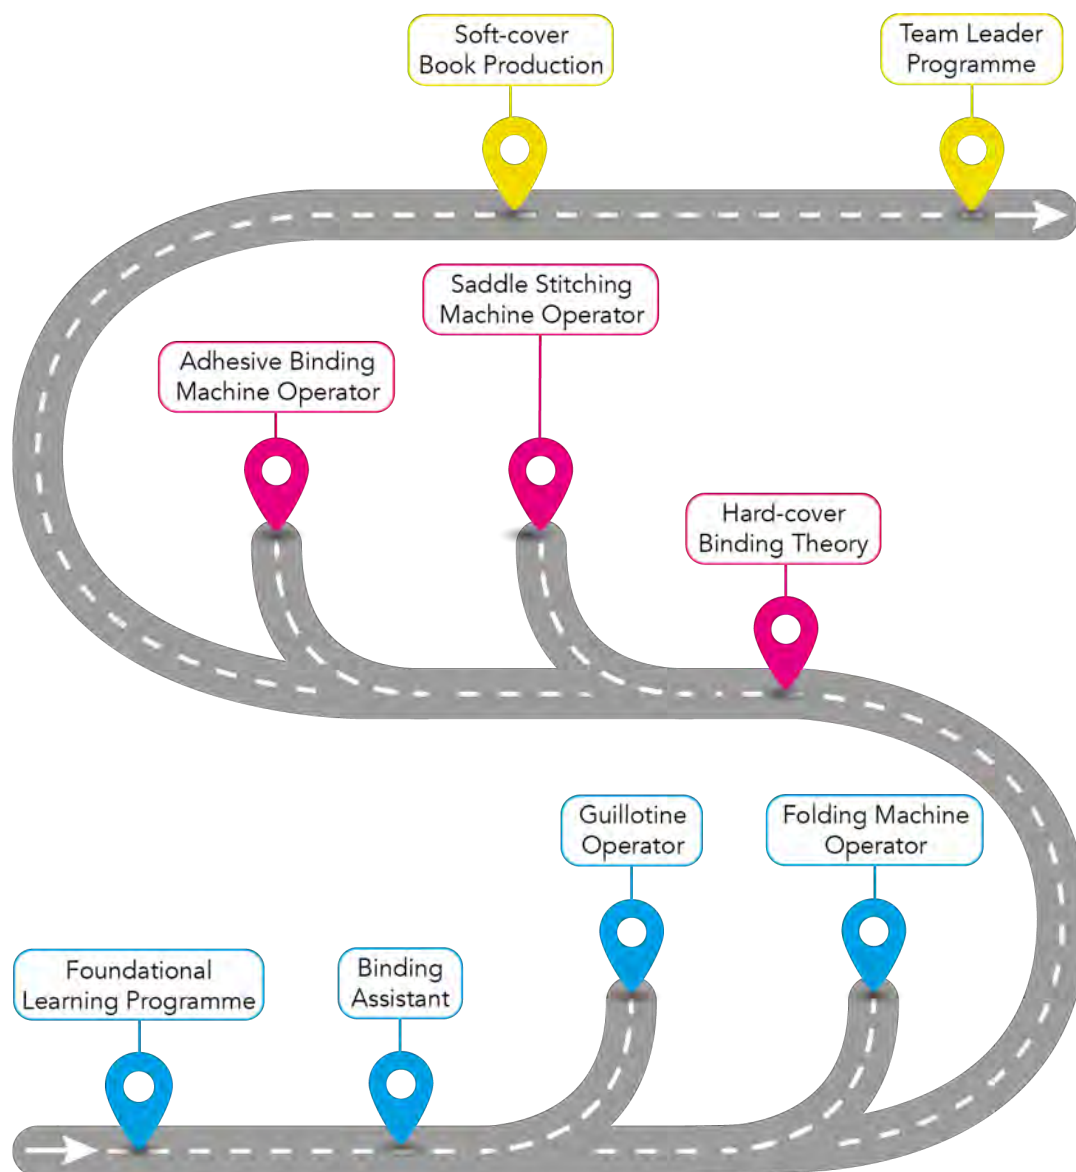 Soft-cover
Book Production
Team Leader
Programme
Saddle Stitching
Machine Operator
Adhesive Binding
Machine Operator
Hard-cover
Binding Theory
Guillotine
Operator
Folding Machine
Operator
Foundational
Learning Programme
Binding
Assistant